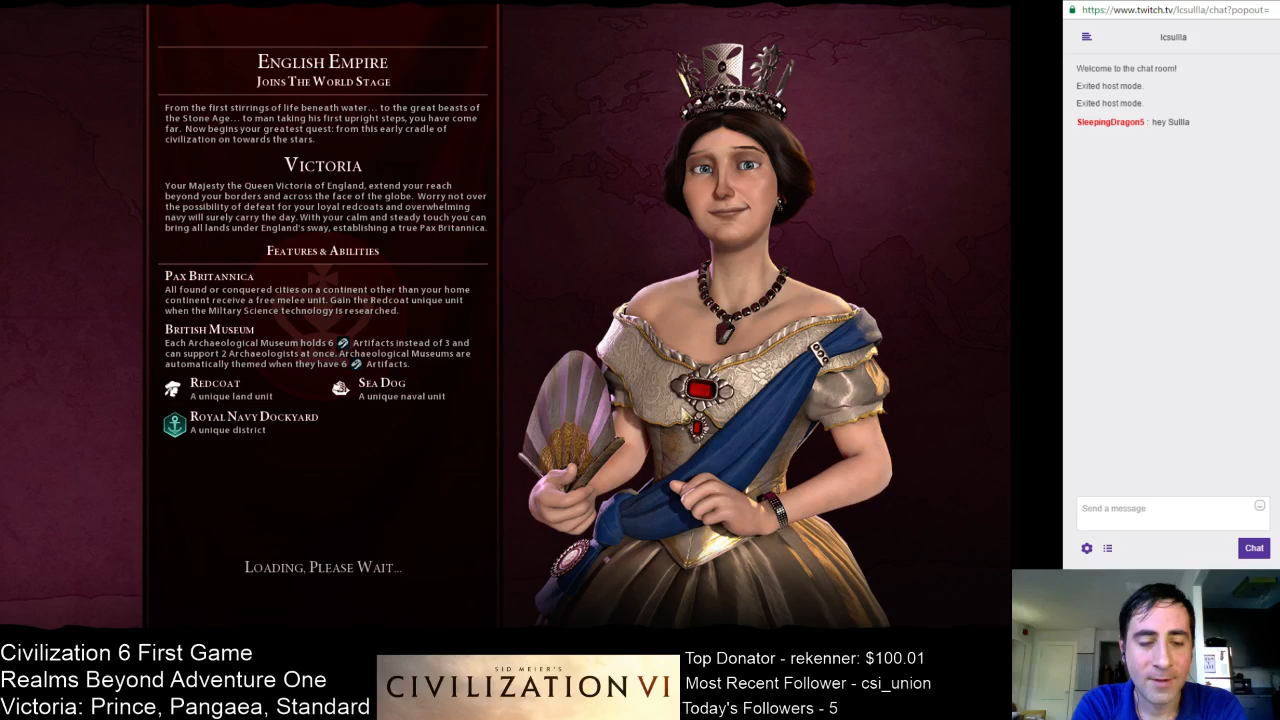 English Empire
Joins The World Stage
From the first stirrings of life beneath water... to the great beasts of
the Stone Age... to man taking his first upright steps, you have come
far. Now begins your greatest quest: from this early cradle of
civilization on towards the stars.
Victoria
Your Majesty the Queen Victoria of England, extend your reach
beyond your borders and across the face of the globe. Worry not over
the possibility of defeat for your loyal redcoats and overwhelming
navy will surely carry the day. With your calm and steady touch you can
bring all lands under England's sway, establishing a true Pax Britannica.
Features & Abilities
Pax Britannica
All found or conquered cities on a continent other than your home
continent receive a free melee unit. Gain the Redcoat unique unit
when the Miltary Science technology is researched.
British Museum
Each Archaeological Museum holds 6 Artifacts instead of 3 and
can support 2 Archaeologists at once. Archaeological Museums are
automatically themed when they have 6 Artifacts.
Redcoat
A unique land unit
Sea Dog
A unique naval unit
Royal Navy Dockyard
A unique district
Loading, Please Wait...
https://www.twitch.tv/lcsullla/chat?popout=
lcsullla
Welcome to the chat room!
Exited host mode.
Exited host mode.
SleepingDragon5 : hey Sullla
Send a message
Chat
Civilization 6 First Game
Realms Beyond Adventure One
Victoria: Prince, Pangaea, Standard
SID MEIER'S
CIVILIZATION VI
Top Donator - rekenner: $100.01
Most Recent Follower - csi_union
Today's Followers - 5